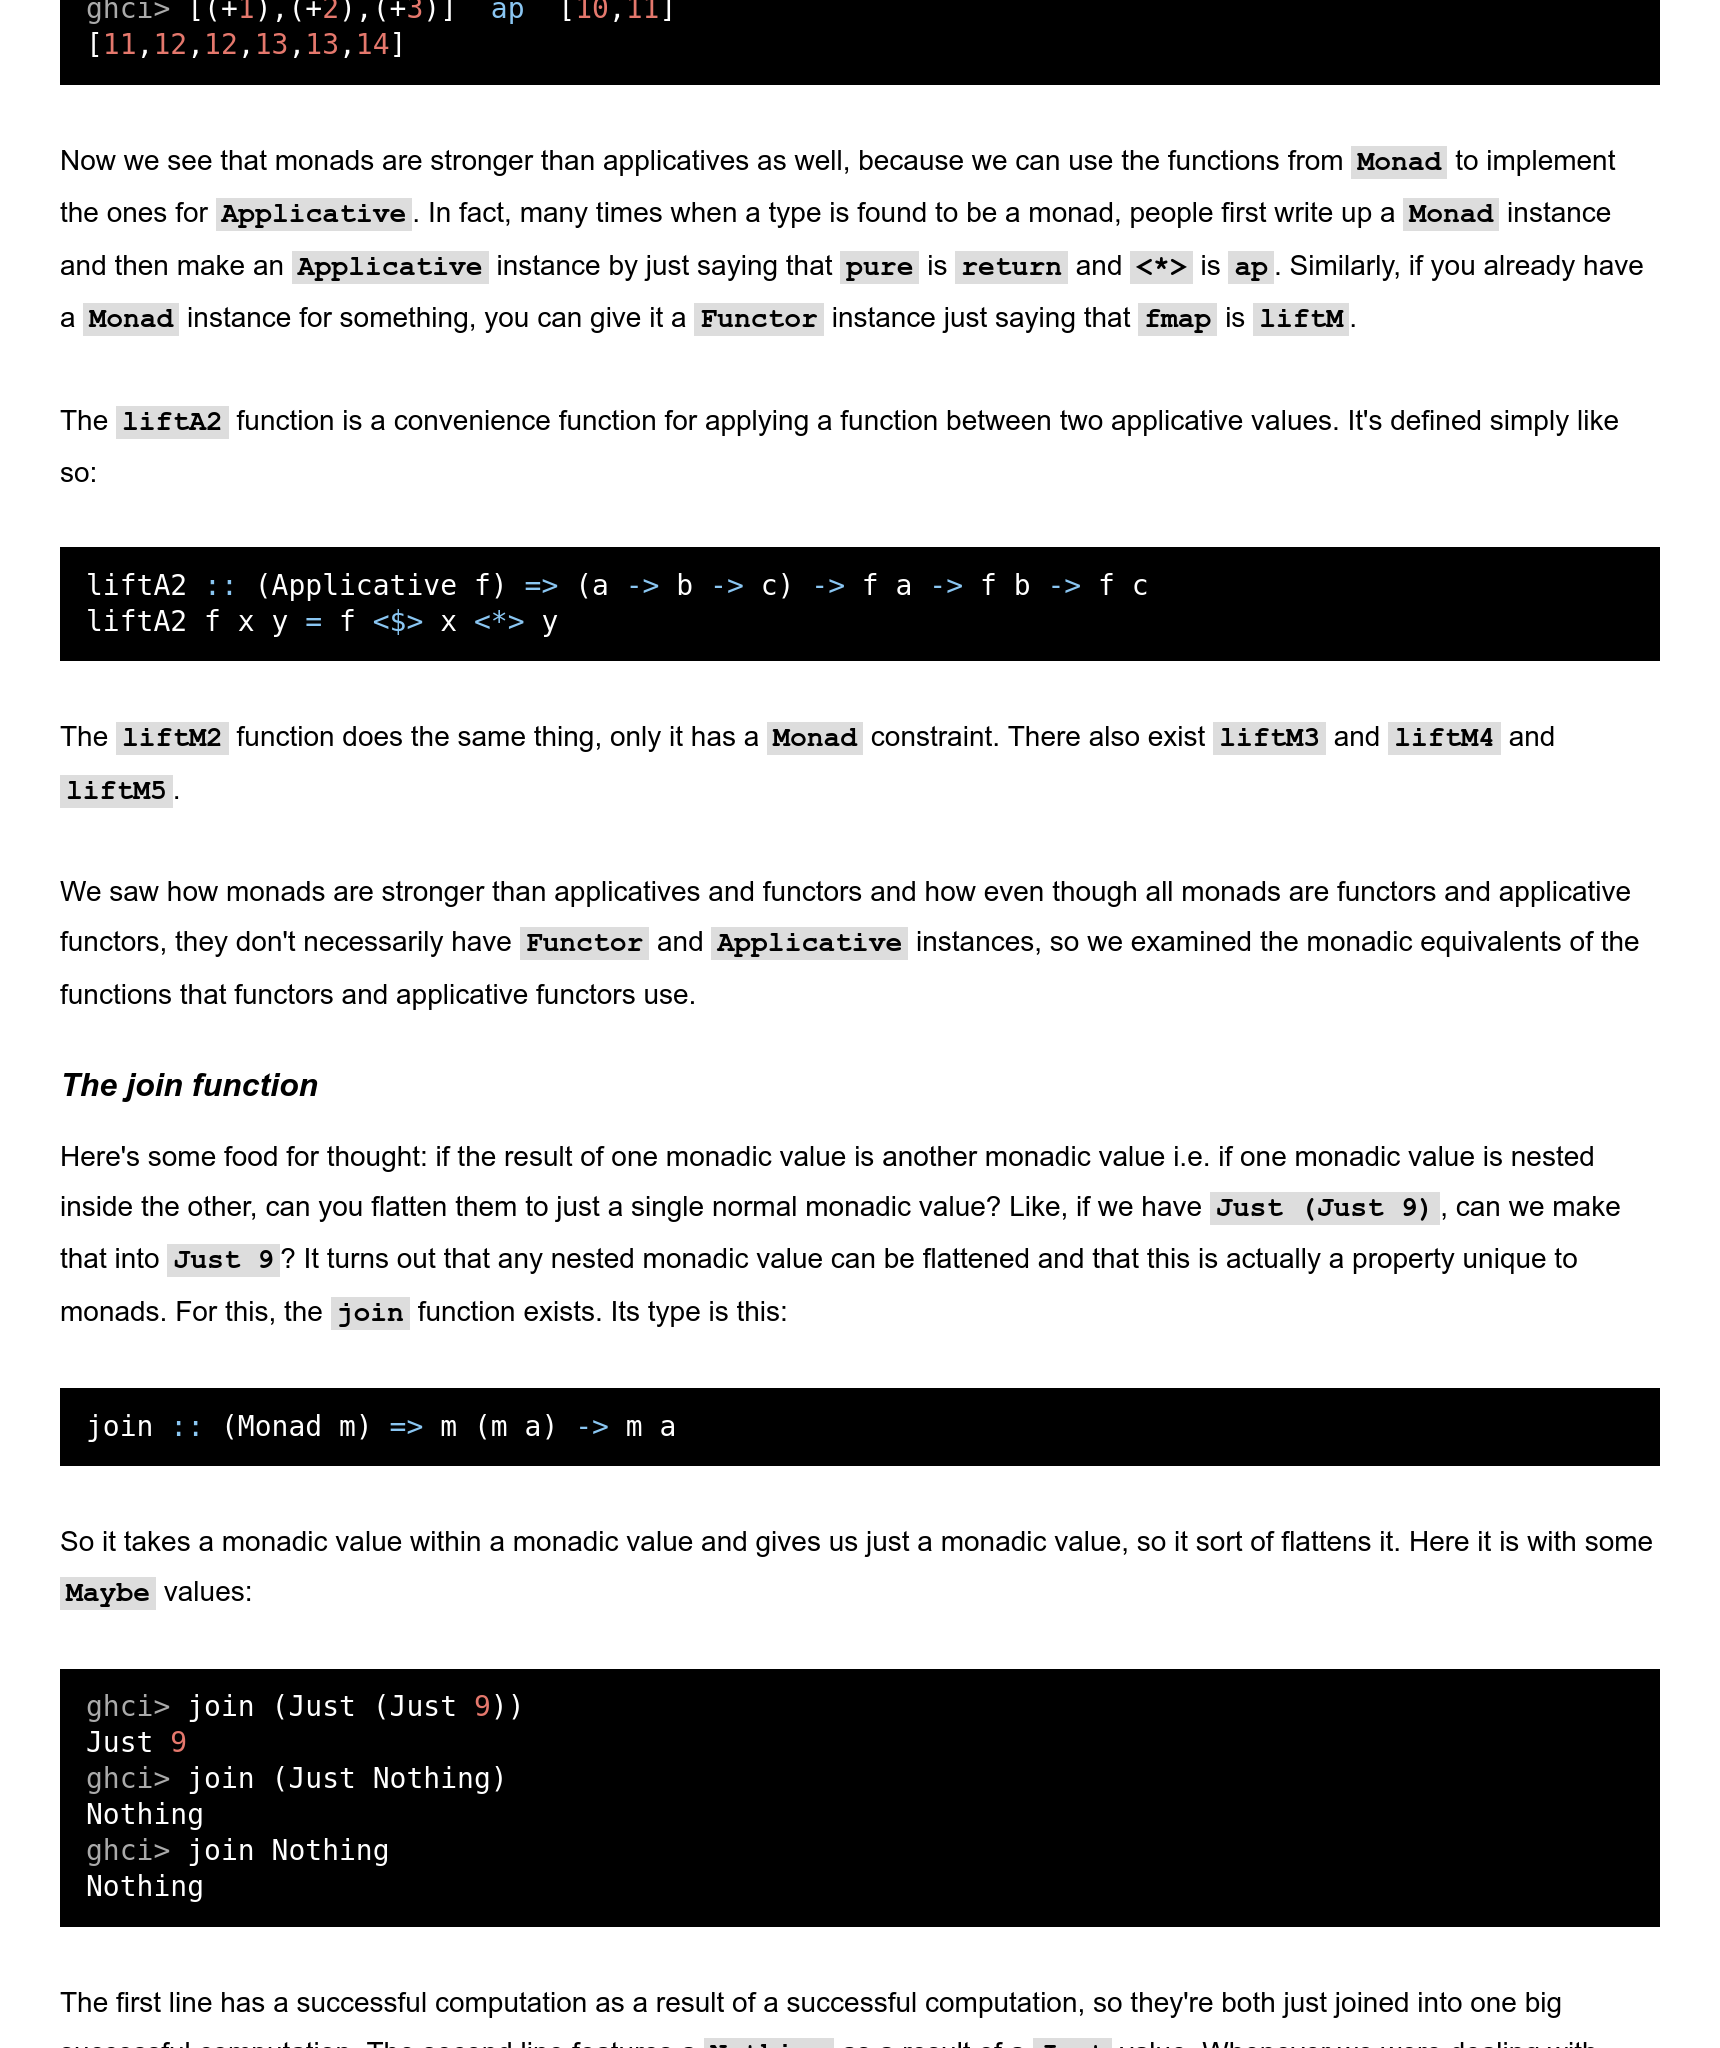 ghci> [(+1),(+2),(+3)] `ap` [10,11]
[11,12,12,13,13,14]
Now we see that monads are stronger than applicatives as well, because we can use the functions from Monad to implement
the ones for Applicative. In fact, many times when a type is found to be a monad, people first write up a Monad instance
and then make an Applicative instance by just saying that pure is return and <*> is ap. Similarly, if you already have
a Monad instance for something, you can give it a Functor instance just saying that fmap is liftM.
The liftA2 function is a convenience function for applying a function between two applicative values. It's defined simply like
so:
liftA2 :: (Applicative f) => (a -> b -> c) -> f a -> f b -> f c
liftA2 f x y = f <$> x <*> y
The liftM2 function does the same thing, only it has a Monad constraint. There also exist liftM3 and liftM4 and
liftM5.
We saw how monads are stronger than applicatives and functors and how even though all monads are functors and applicative
functors, they don't necessarily have Functor and Applicative instances, so we examined the monadic equivalents of the
functions that functors and applicative functors use.
The join function
Here's some food for thought: if the result of one monadic value is another monadic value i.e. if one monadic value is nested
inside the other, can you flatten them to just a single normal monadic value? Like, if we have Just (Just 9), can we make
that into Just 9? It turns out that any nested monadic value can be flattened and that this is actually a property unique to
monads. For this, the join function exists. Its type is this:
join :: (Monad m) => m (m a) -> m a
So it takes a monadic value within a monadic value and gives us just a monadic value, so it sort of flattens it. Here it is with some
Maybe values:
ghci> join (Just (Just 9))
Just 9
ghci> join (Just Nothing)
Nothing
ghci> join Nothing
Nothing
The first line has a successful computation as a result of a successful computation, so they're both just joined into one big
successful computation. The second line features a Nothing as a result of a Just value. Whenever we were dealing with